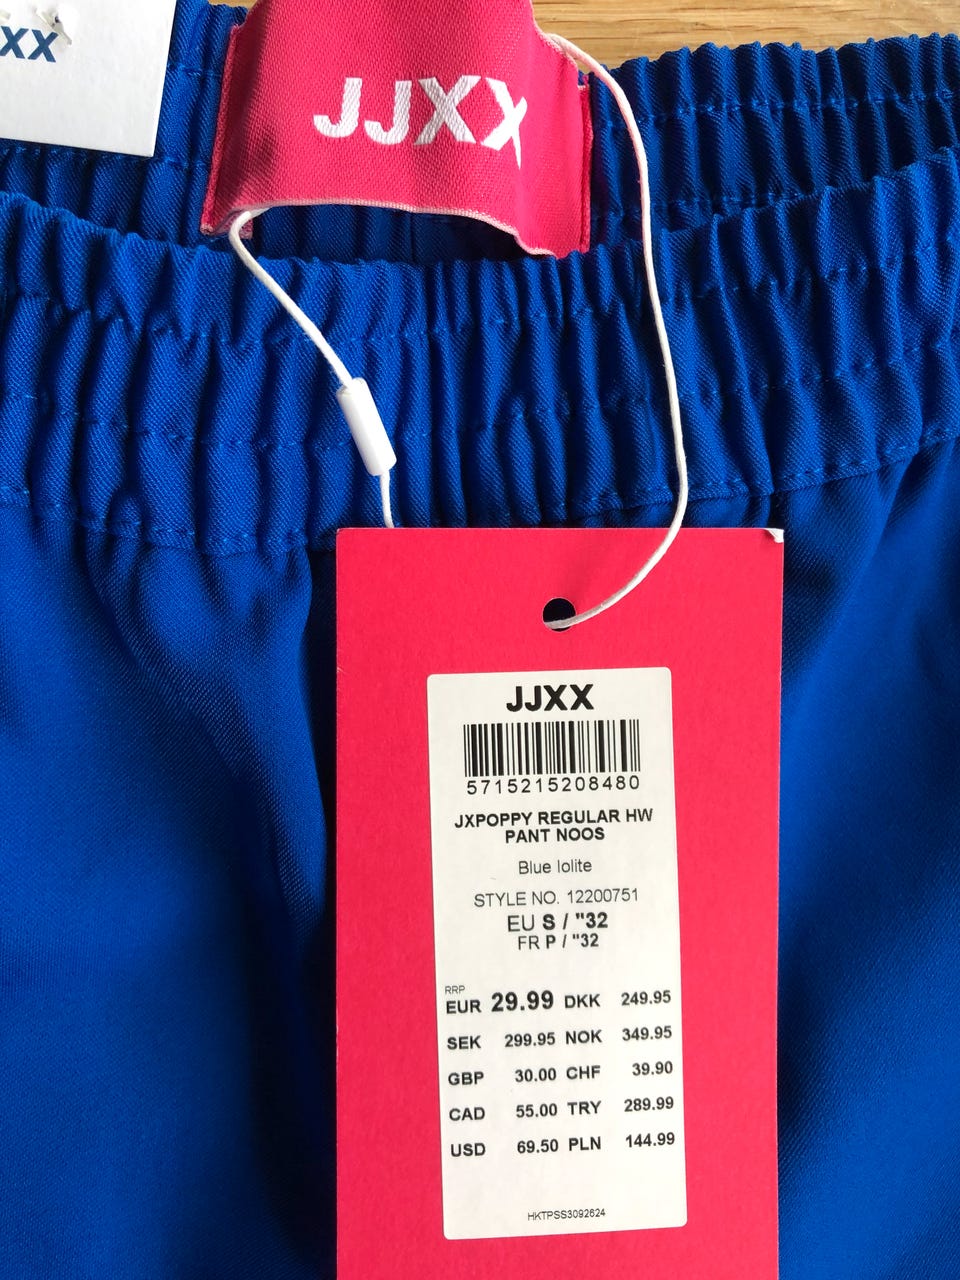 XX
JJXX
JJXX
5715215208480
JXPOPPY REGULAR HW
PANT NOOS
Blue Iolite
STYLE NO. 12200751
EU S / "32
FR P / "32
RRP
EUR 29.99 DKK 249.95
SEK 299.95 NOK 349.95
GBP 30.00 CHF 39.90
CAD 55.00 TRY 289.99
USD 69.50 PLN 144.99
HKTPSS3092624